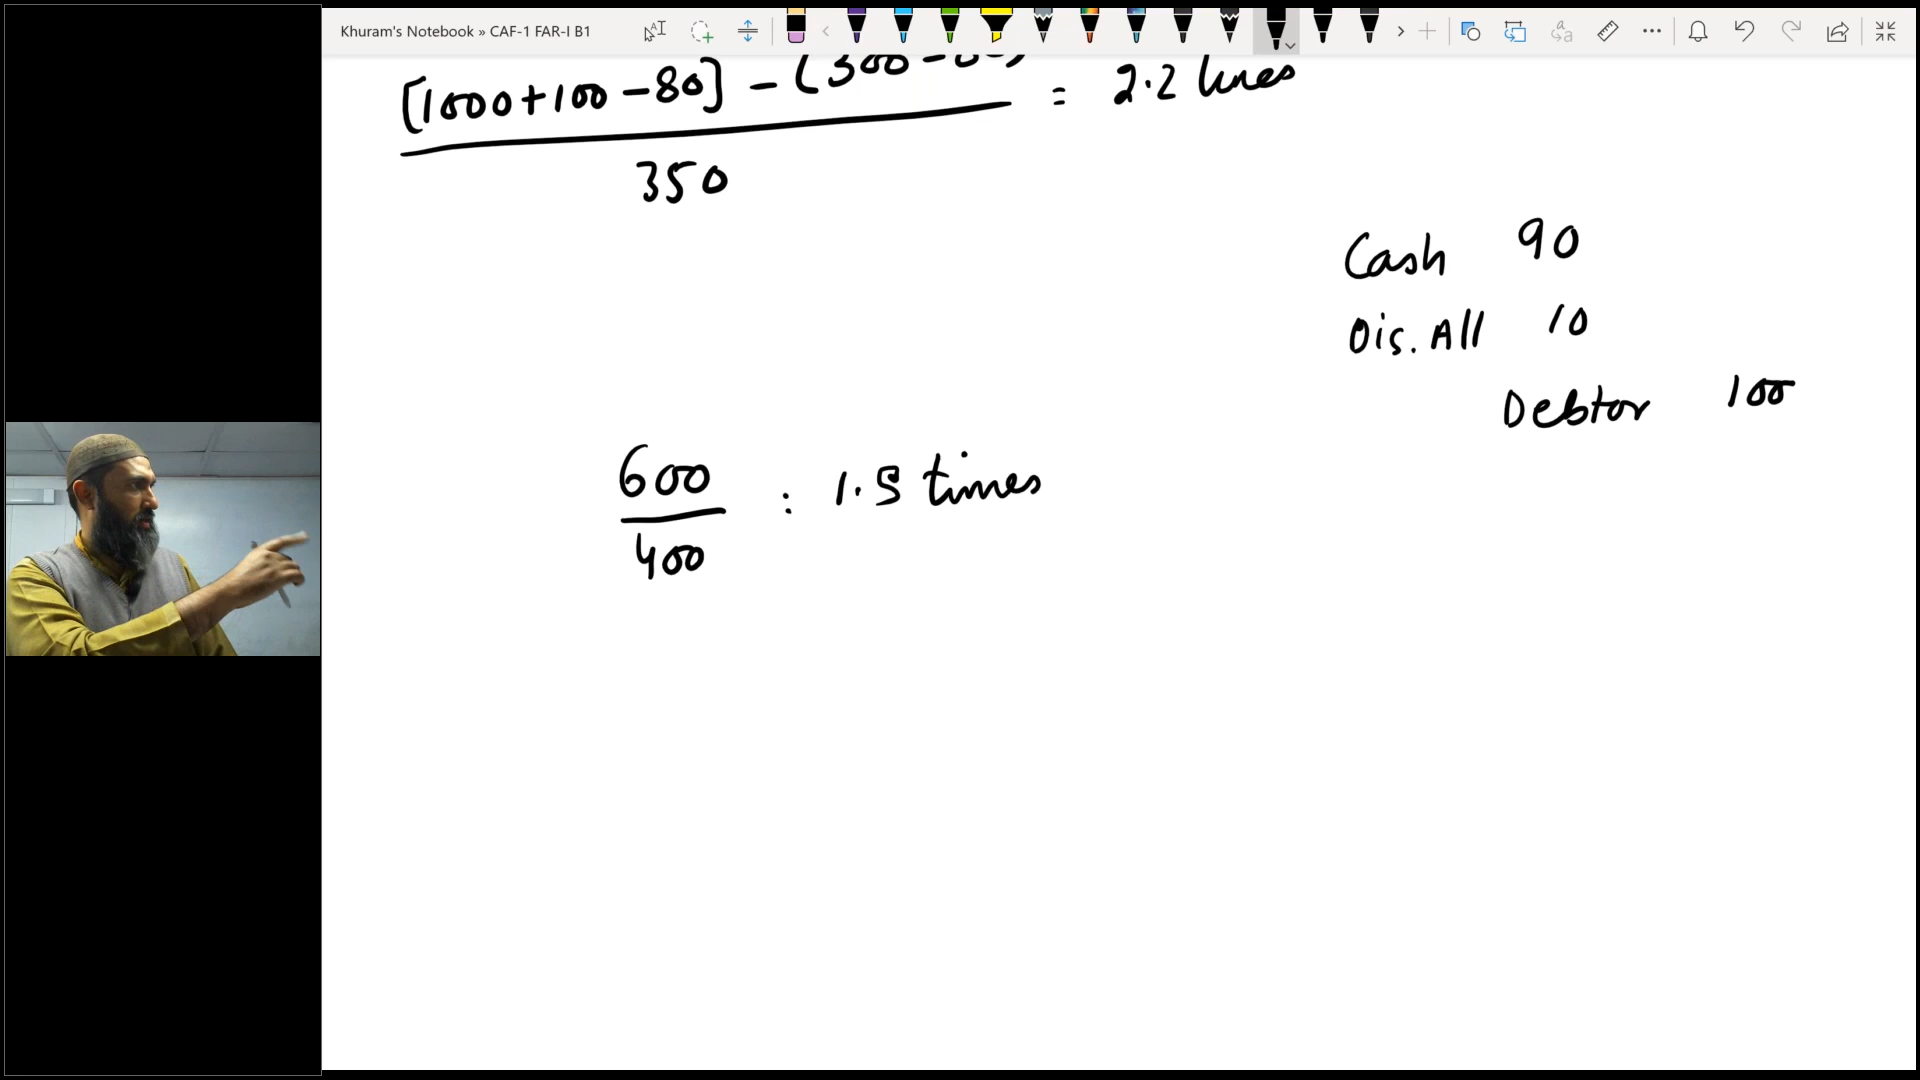 Khuram's Notebook » CAF-1 FAR-I B1
[1000+100-80] - (300 -
= 2.2 times
350
Cash 90
Dis. All 10
Debtor 100
600
: 1.5 times
400